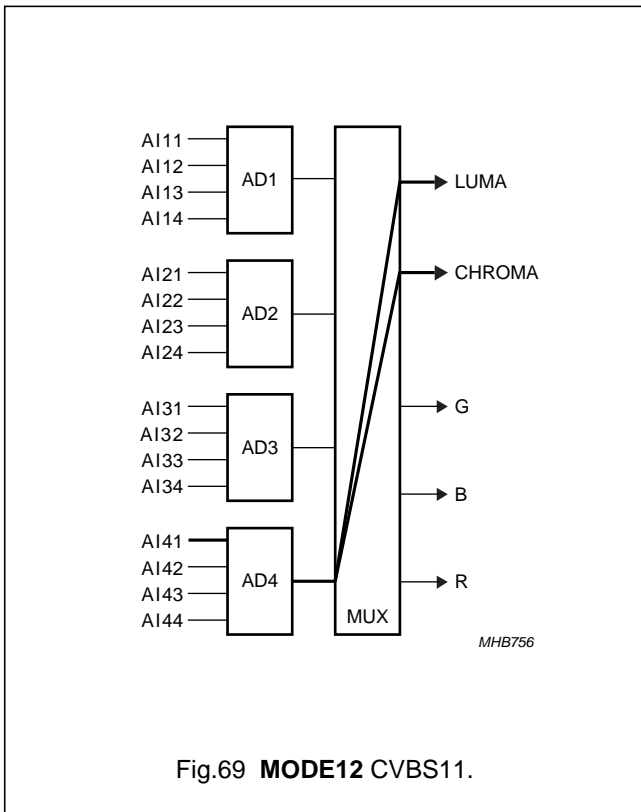 AI11
AI12
AI13
AI14
AD1
AI21
AI22
AI23
AI24
AD2
AI31
AI32
AI33
AI34
AD3
AI41
AI42
AI43
AI44
AD4
MUX
LUMA
CHROMA
G
B
R
MHB756
Fig.69 MODE12 CVBS11.